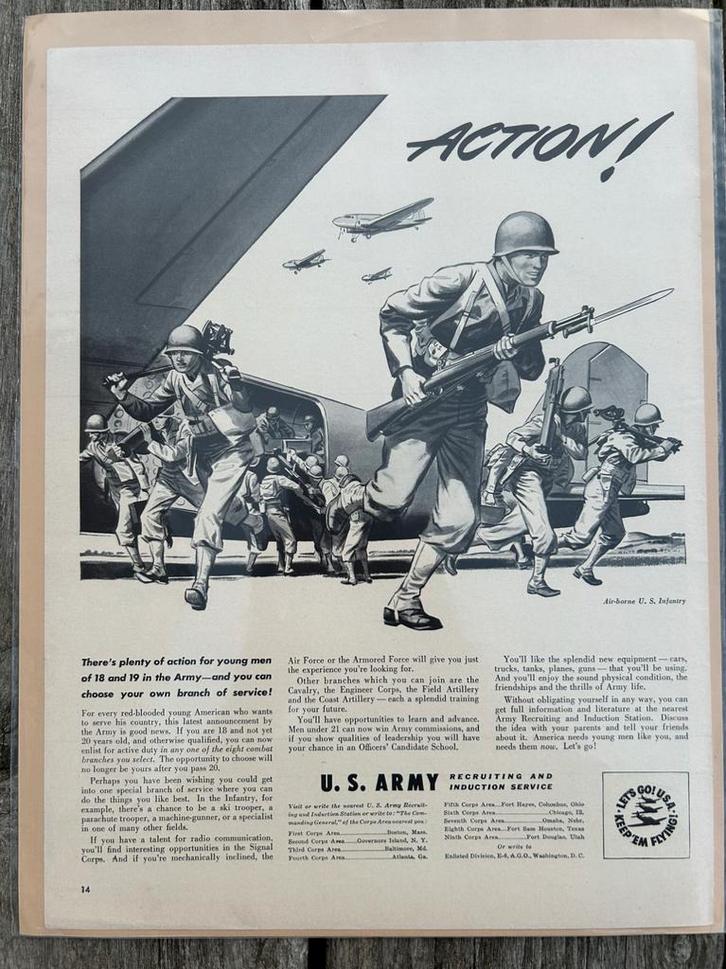 ACTION!
Air-borne U. S. Infantry
There's plenty of action for young men
of 18 and 19 in the Army—and you can
choose your own branch of service!
For every red-blooded young American who wants
to serve his country, this latest announcement by
the Army is good news. If you are 18 and not yet
20 years old, and otherwise qualified, you can now
enlist for active duty in any one of the eight combat
branches you select. The opportunity to choose will
no longer be yours after you pass 20.
Perhaps you have been wishing you could get
into one special branch of service where you can
do the things you like best. In the Infantry, for
example, there's a chance to be a ski trooper, a
parachute trooper, a machine-gunner, or a specialist
in one of many other fields.
If you have a talent for radio communication,
you'll find interesting opportunities in the Signal
Corps. And if you're mechanically inclined, the
Air Force or the Armored Force will give you just
the experience you're looking for.
Other branches which you can join are the
Cavalry, the Engineer Corps, the Field Artillery
and the Coast Artillery—each a splendid training
for your future.
You'll have opportunities to learn and advance.
Men under 21 can now win Army commissions, and
if you show qualities of leadership you will have
your chance in an Officers' Candidate School.
You'll like the splendid new equipment—cars,
trucks, tanks, planes, guns—that you'll be using.
And you'll enjoy the sound physical condition, the
friendships and the thrills of Army life.
Without obligating yourself in any way, you can
get full information and literature at the nearest
Army Recruiting and Induction Station. Discuss
the idea with your parents and tell your friends
about it. America needs young men like you, and
needs them now. Let's go!
U. S. ARMY RECRUITING AND
INDUCTION SERVICE
Visit or write the nearest U. S. Army Recruit-
ing and Induction Station or write to: "The Com-
manding General," of the Corps Area nearest you:
First Corps Area....................Boston, Mass.
Second Corps Area........Governors Island, N. Y.
Third Corps Area....................Baltimore, Md.
Fourth Corps Area....................Atlanta, Ga.
Fifth Corps Area....Fort Hayes, Columbus, Ohio
Sixth Corps Area....................Chicago, Ill.
Seventh Corps Area....................Omaha, Nebr.
Eighth Corps Area....Fort Sam Houston, Texas
Ninth Corps Area............Fort Douglas, Utah
Or write to
Enlisted Division, E-6, A.G.O., Washington, D. C.
LET'S GO! U.S.A.
KEEP 'EM FLYING!
14